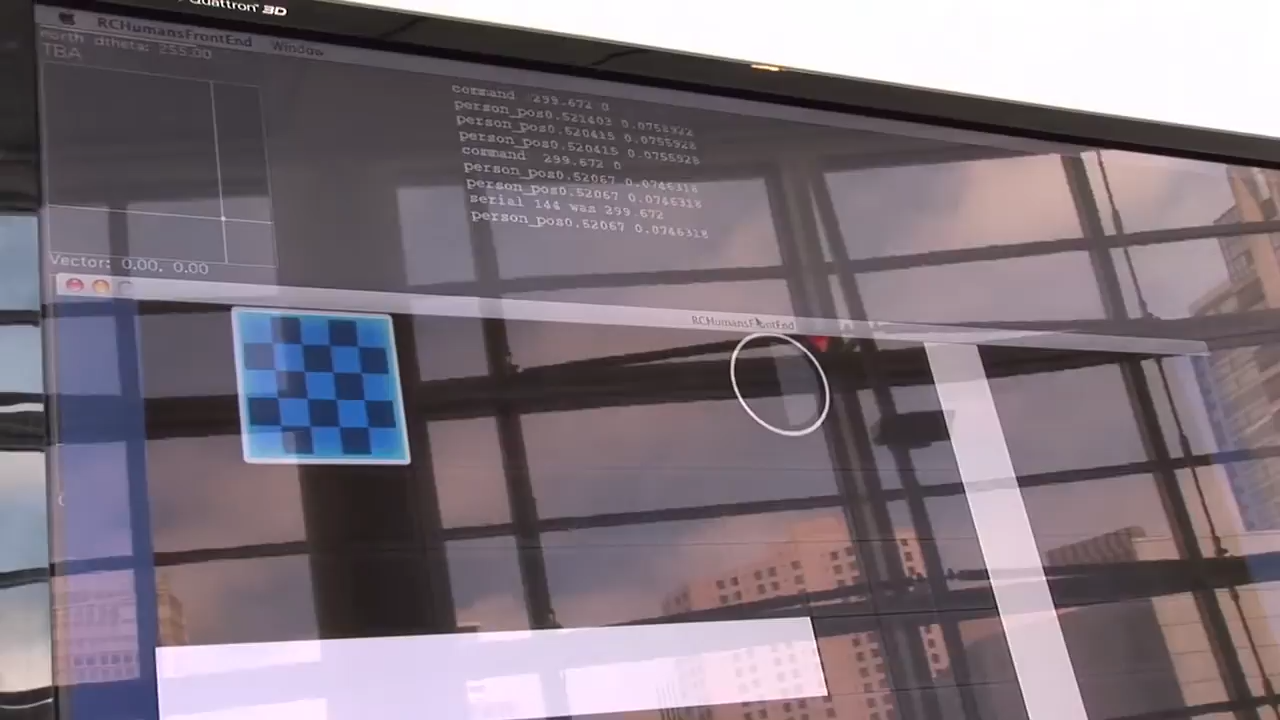 Quattron 3D
RCHumansFrontEnd Window
north dtheta: 255.00
TBA
command 299.672 0
person_pos0.521403 0.0758922
person_pos0.520415 0.0755928
person_pos0.520415 0.0755928
command 299.672 0
person_pos0.52067 0.0746318
person_pos0.52067 0.0746318
serial 144 was 299.672
person_pos0.52067 0.0746318
Vector: 0.00, 0.00
RCHumansFrontEnd